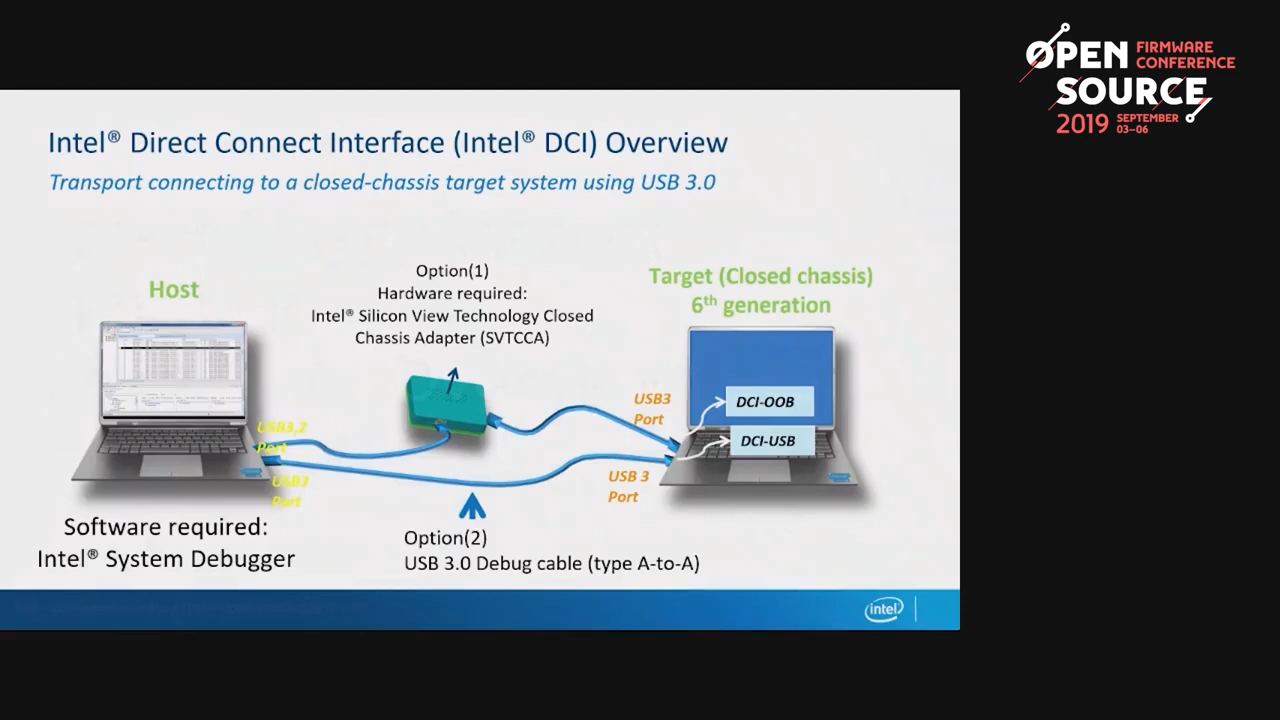 OPEN FIRMWARE
CONFERENCE
SOURCE
2019 SEPTEMBER
03–06
Intel® Direct Connect Interface (Intel® DCI) Overview
Transport connecting to a closed-chassis target system using USB 3.0
Host
Option(1)
Hardware required:
Intel® Silicon View Technology Closed
Chassis Adapter (SVTCCA)
Target (Closed chassis)
6th generation
USB3
Port
DCI-OOB
DCI-USB
USB3,2
Port
USB3
Port
USB 3
Port
Software required:
Intel® System Debugger
Option(2)
USB 3.0 Debug cable (type A-to-A)
intel